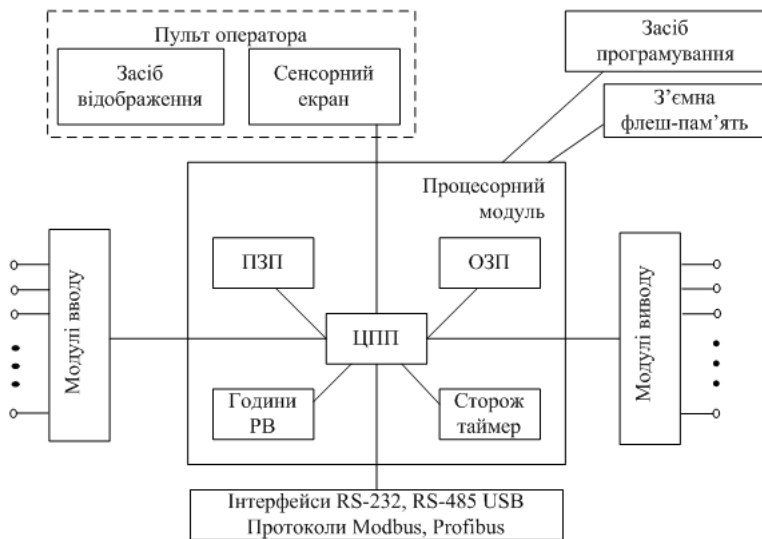 Пульт оператора
Засіб
відображення
Сенсорний
екран
Засіб
програмування
З’ємна
флеш-пам’ять
Процесорний
модуль
ПЗП
ОЗП
ЦПП
Години
РВ
Сторож
таймер
Модулі вводу
Модулі виводу
Інтерфейси RS-232, RS-485 USB
Протоколи Modbus, Profibus